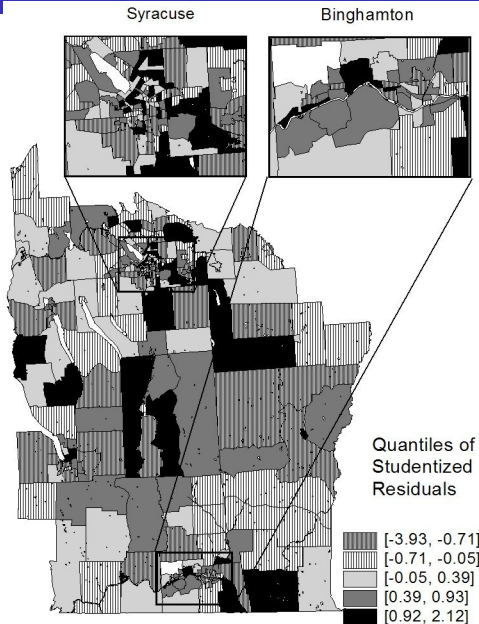 Syracuse
Binghamton
Quantiles of
Studentized
Residuals
[-3.93, -0.71]
[-0.71, -0.05]
[-0.05, 0.39]
[0.39, 0.93]
[0.92, 2.12]